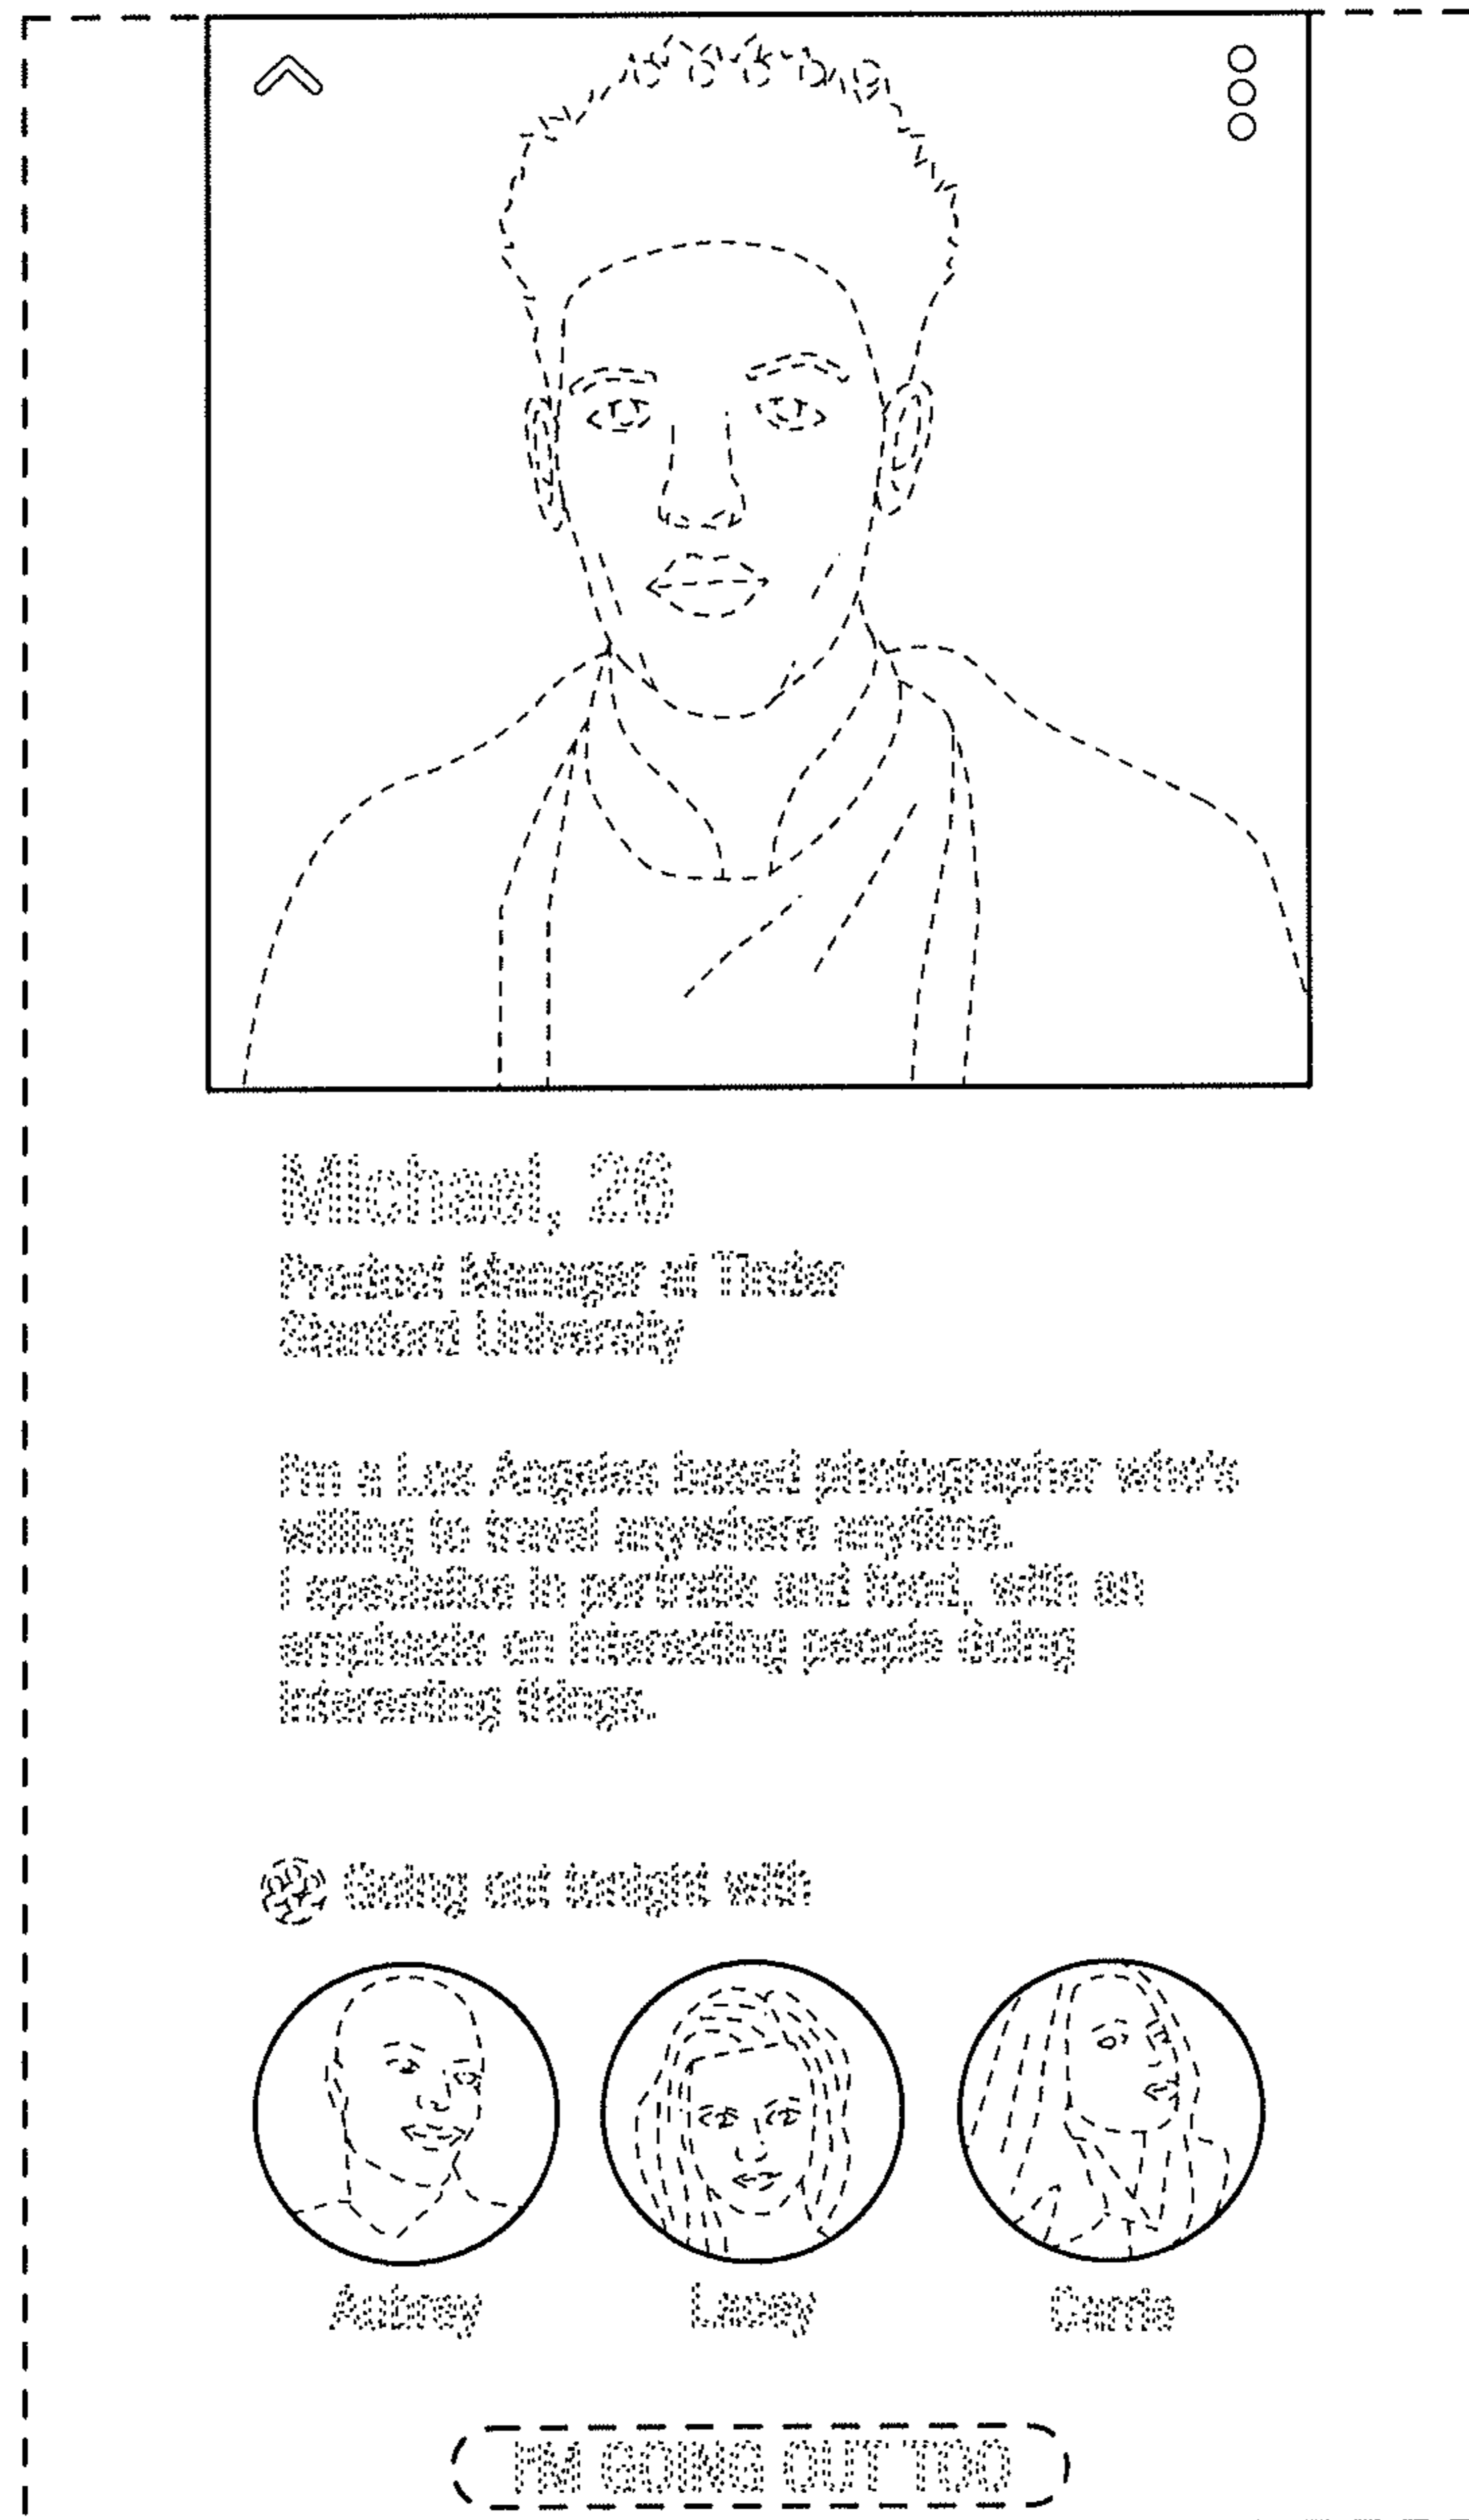 Michael, 26
Product Manager at Tinder
Stanford University
I'm a Los Angeles based photographer who's
willing to travel anywhere anytime.
I specialize in portraits and food, with an
emphasis on interesting people doing
interesting things.
Going out tonight with
Aubrey
Lacey
Carrie
I'M GOING OUT TOO